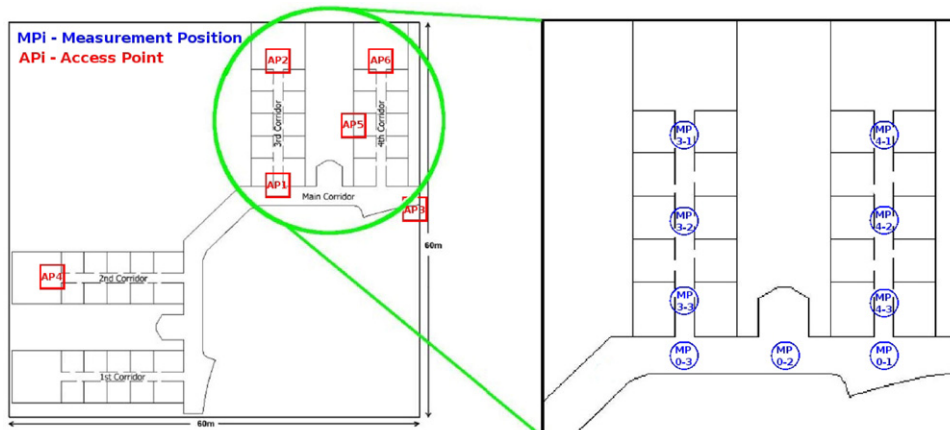 MPi - Measurement Position
APi - Access Point
AP2
AP6
3rd Corridor
AP5
4th Corridor
AP1
Main Corridor
AP3
60m
AP4
2nd Corridor
1st Corridor
60m
MP
3-1
MP
4-1
MP
3-2
MP
4-2
MP
3-3
MP
4-3
MP
0-3
MP
0-2
MP
0-1